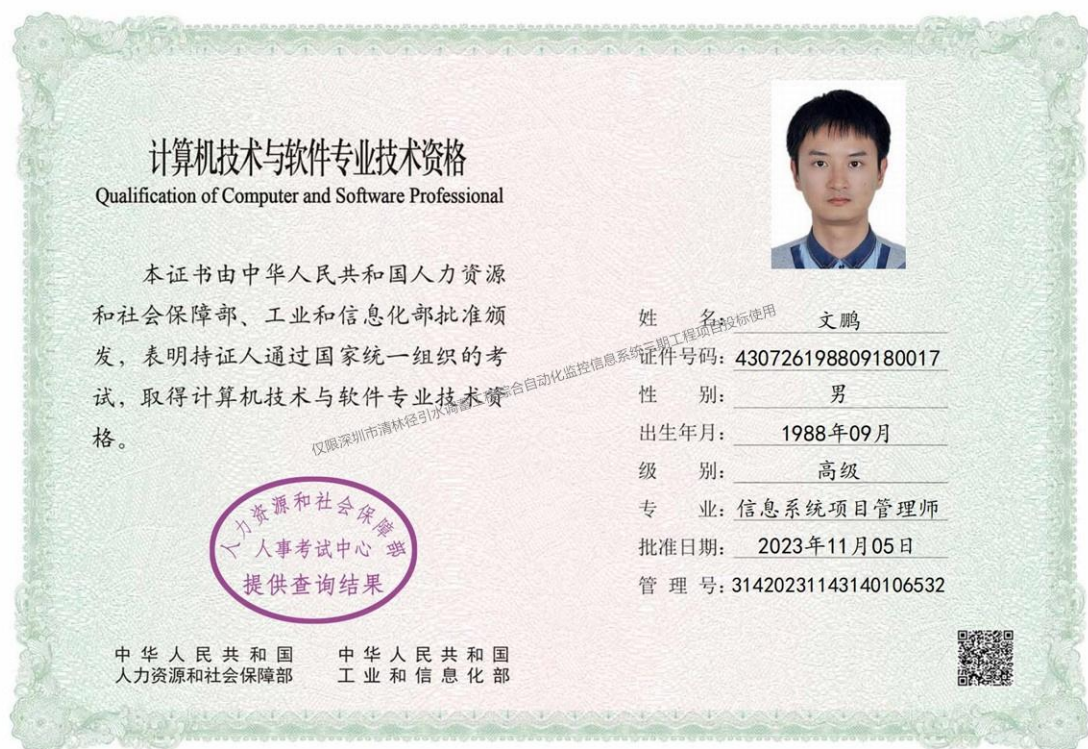 计算机技术与软件专业技术资格
Qualification of Computer and Software Professional
本证书由中华人民共和国人力资源
和社会保障部、工业和信息化部批准颁
发，表明持证人通过国家统一组织的考
试，取得计算机技术与软件专业技术资
格。
人力资源和社会保障部
人事考试中心
提供查询结果
中华人民共和国
人力资源和社会保障部
中华人民共和国
工业和信息化部
姓名：文鹏
证件号码：430726198809180017
性别：男
出生年月：1988年09月
级别：高级
专业：信息系统项目管理师
批准日期：2023年11月05日
管理号：31420231143140106532
仅限深圳市清林径引水调蓄工程综合自动化监控信息系统三期工程项目投标使用